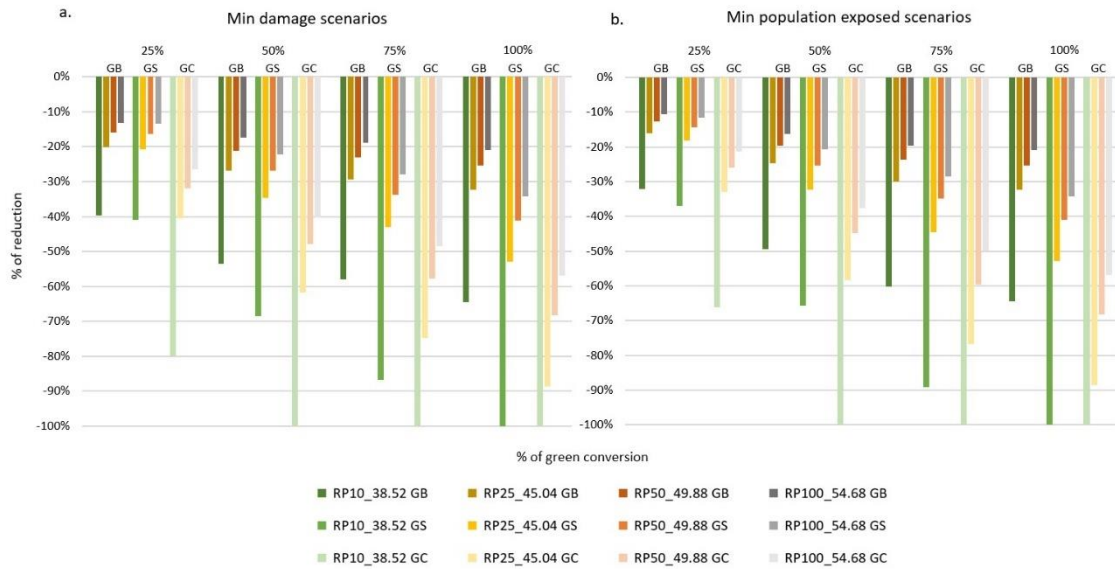 a.
Min damage scenarios
25% 50% 75% 100%
GB GS GC GB GS GC GB GS GC GB GS GC
0%
-10%
-20%
-30%
-40%
-50%
-60%
-70%
-80%
-90%
-100%
% of reduction
b.
Min population exposed scenarios
25% 50% 75% 100%
GB GS GC GB GS GC GB GS GC GB GS GC
0%
-10%
-20%
-30%
-40%
-50%
-60%
-70%
-80%
-90%
-100%
% of green conversion
RP10_38.52 GB RP25_45.04 GB RP50_49.88 GB RP100_54.68 GB
RP10_38.52 GS RP25_45.04 GS RP50_49.88 GS RP100_54.68 GS
RP10_38.52 GC RP25_45.04 GC RP50_49.88 GC RP100_54.68 GC